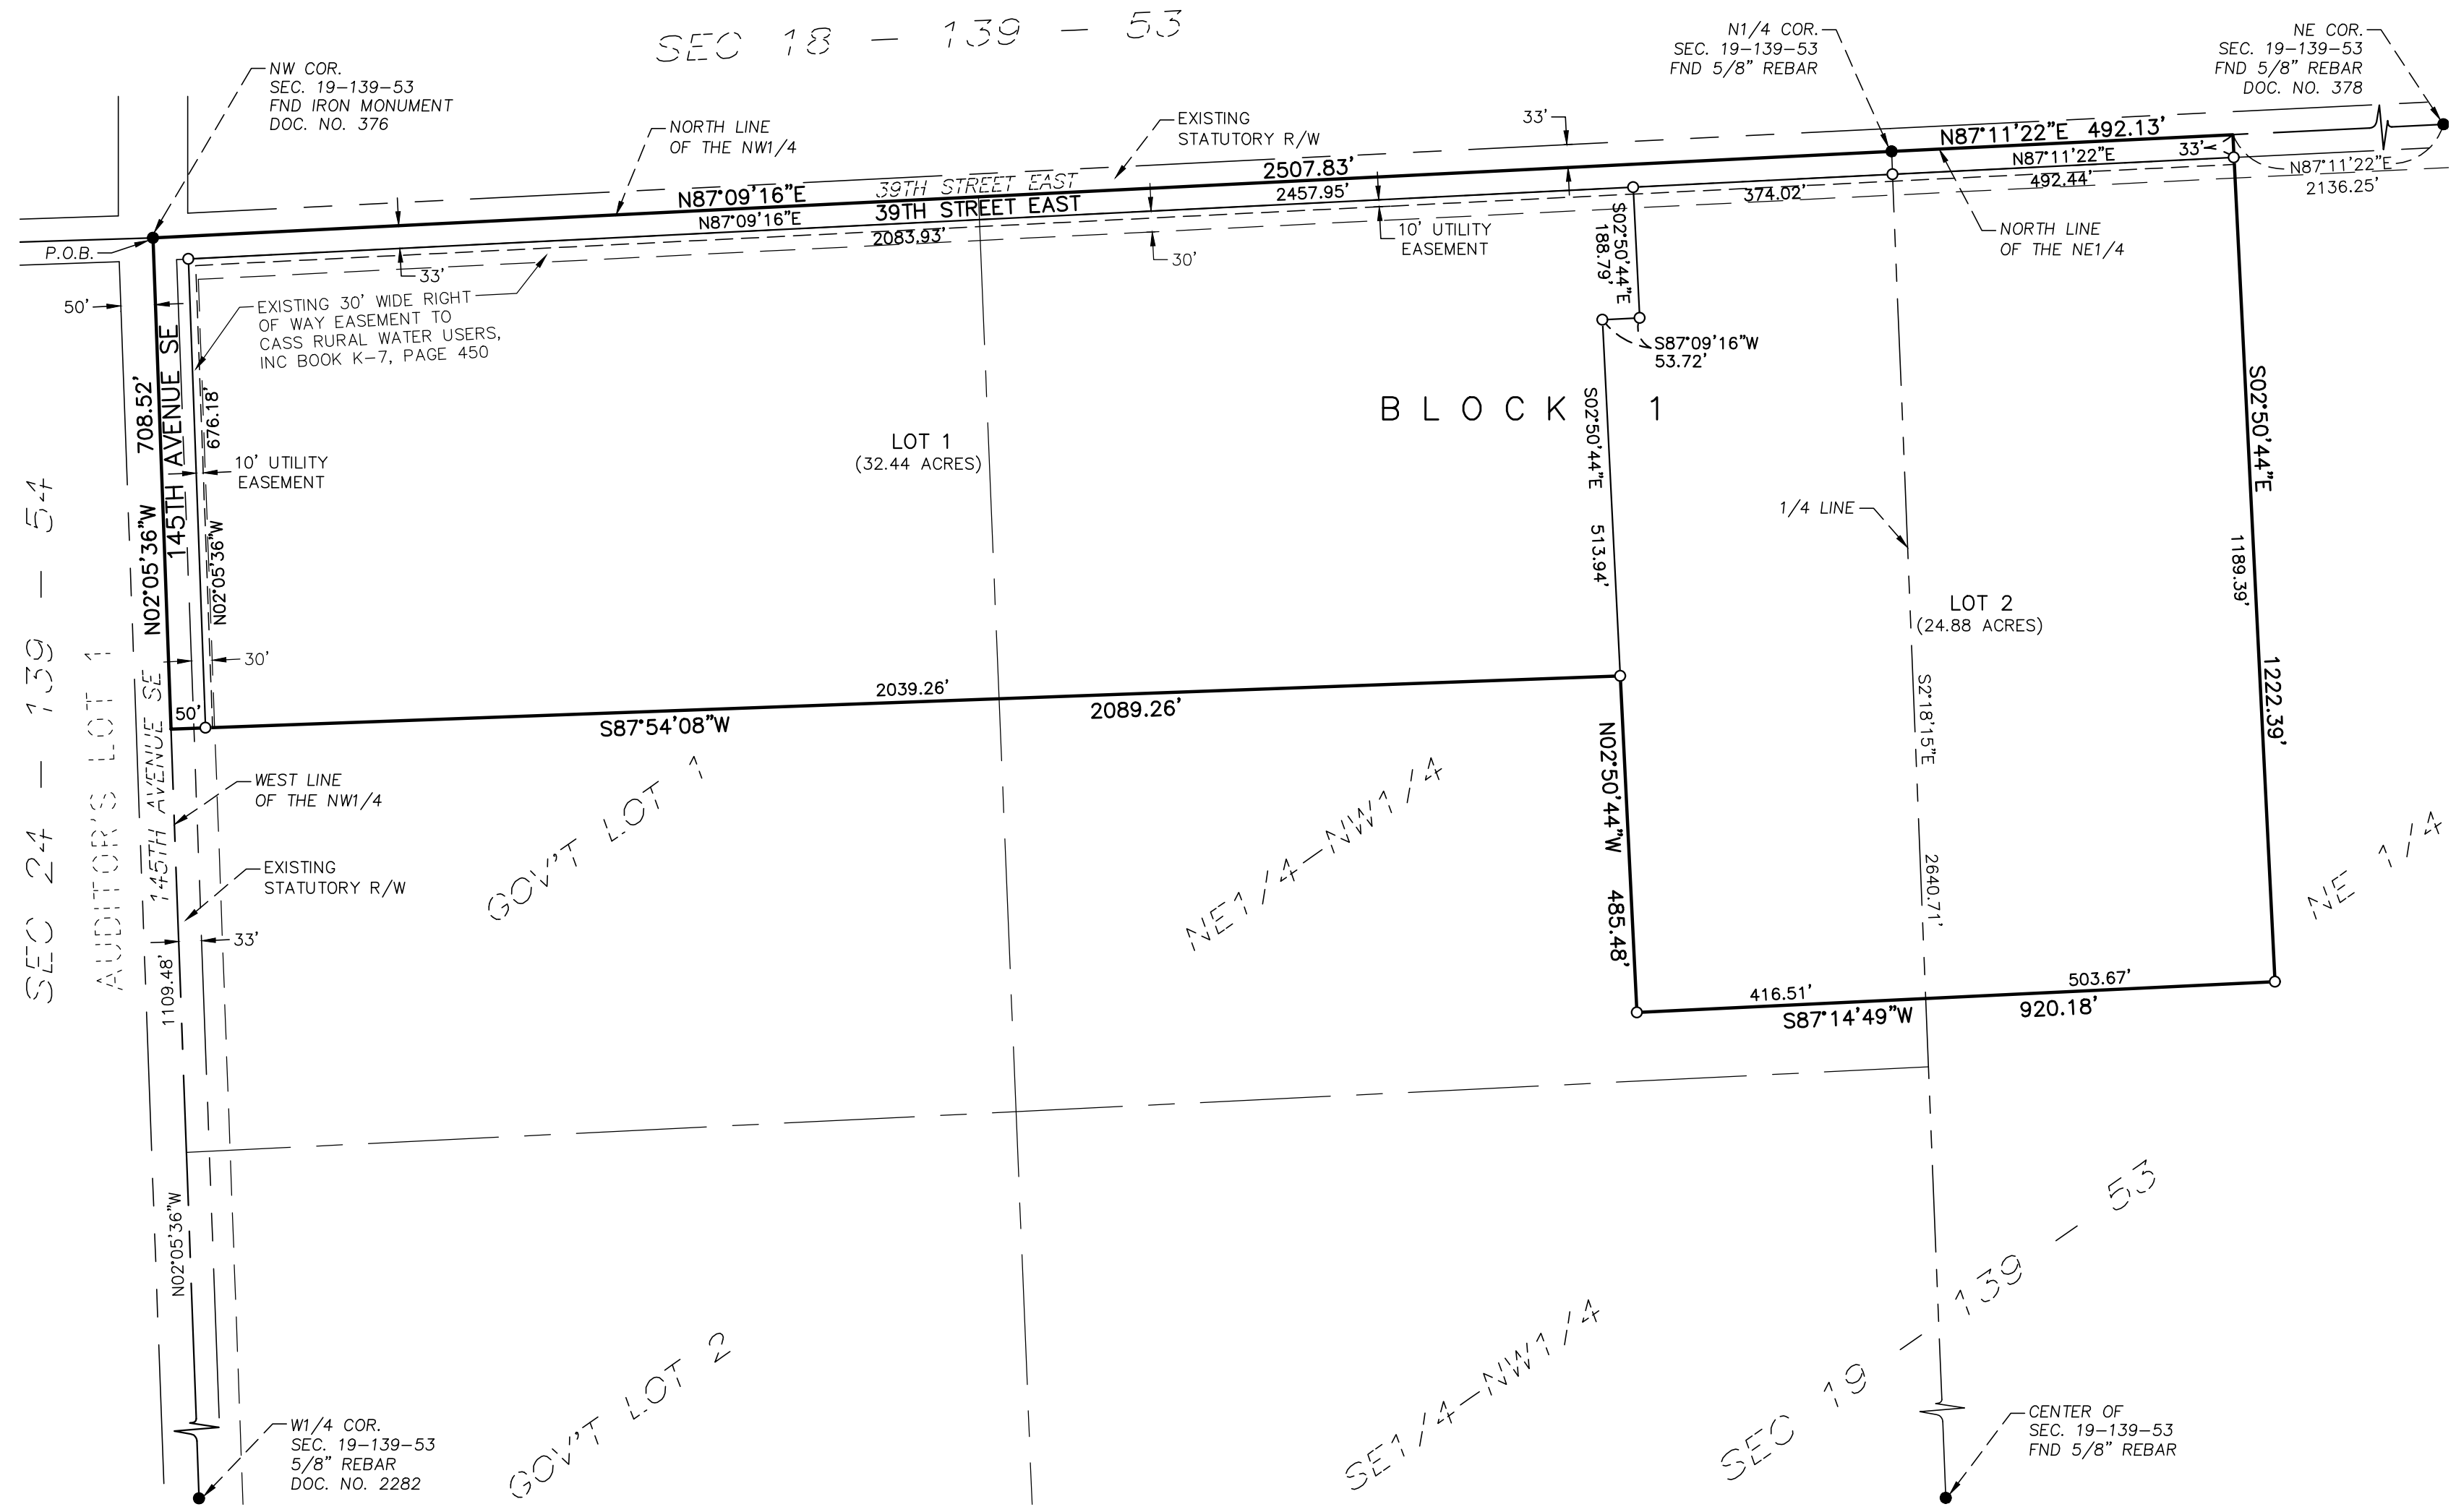 SEC 18 – 139 – 53
NW COR.
SEC. 19–139–53
FND IRON MONUMENT
DOC. NO. 376
NORTH LINE
OF THE NW1/4
EXISTING
STATUTORY R/W
33'
N1/4 COR.
SEC. 19–139–53
FND 5/8" REBAR
NE COR.
SEC. 19–139–53
FND 5/8" REBAR
DOC. NO. 378
N87°11'22"E 492.13'
N87°11'22"E
33'
492.44'
N87°11'22"E
2136.25'
2507.83'
N87°09'16"E
39TH STREET EAST
N87°09'16"E
39TH STREET EAST
2457.95'
374.02'
2083.93'
P.O.B.
33'
30'
10' UTILITY
EASEMENT
NORTH LINE
OF THE NE1/4
50'
EXISTING 30' WIDE RIGHT
OF WAY EASEMENT TO
CASS RURAL WATER USERS,
INC BOOK K–7, PAGE 450
S02°50'44"E
188.79'
S87°09'16"W
53.72'
BLOCK 1
708.52'
145TH AVENUE SE
676.18'
N02°05'36"W
N02°05'36"W
10' UTILITY
EASEMENT
LOT 1
(32.44 ACRES)
S02°50'44"E
513.94'
1/4 LINE
S02°50'44"E
1189.39'
1222.39'
LOT 2
(24.88 ACRES)
30'
50'
2039.26'
S87°54'08"W
2089.26'
S2°18'15"E
2640.71'
N02°50'44"W
485.48'
SEC 24 – 139 – 54
AUDITOR'S LOT 1
145TH AVENUE SE
WEST LINE
OF THE NW1/4
EXISTING
STATUTORY R/W
33'
1109.48'
GOV'T LOT 1
NE1/4–NW1/4
NE 1/4
416.51'
503.67'
S87°14'49"W
920.18'
N02°05'36"W
GOV'T LOT 2
SE1/4–NW1/4
SEC 19 – 139 – 53
W1/4 COR.
SEC. 19–139–53
5/8" REBAR
DOC. NO. 2282
CENTER OF
SEC. 19–139–53
FND 5/8" REBAR